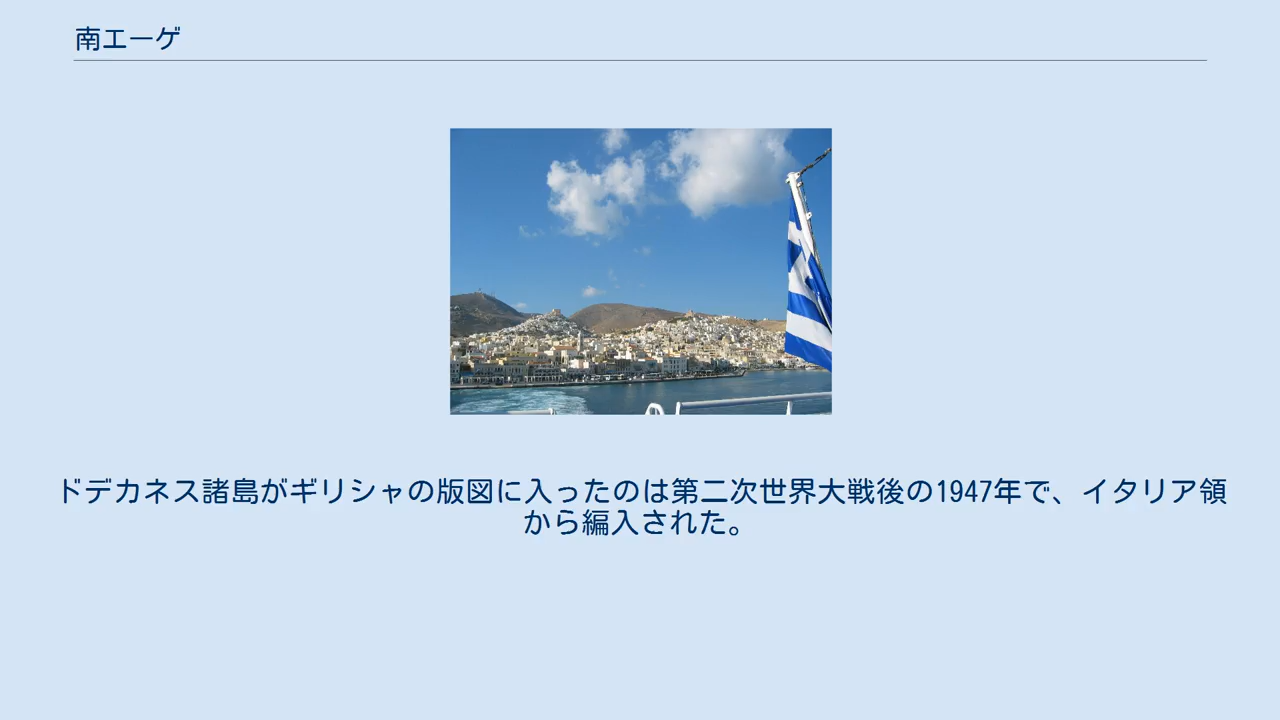 南エーゲ
ドデカネス諸島がギリシャの版図に入ったのは第二次世界大戦後の1947年で、イタリア領
から編入された。